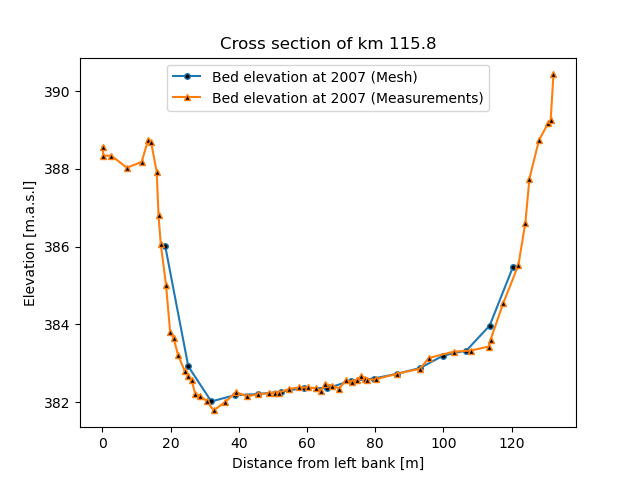 Cross section of km 115.8
Bed elevation at 2007 (Mesh)
Bed elevation at 2007 (Measurements)
Elevation [m.a.s.l]
390
388
386
384
382
0 20 40 60 80 100 120
Distance from left bank [m]